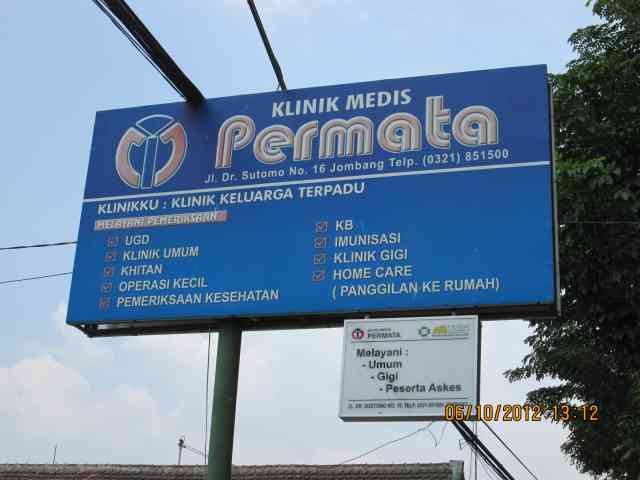 KLINIK MEDIS
Permata
Jl. Dr. Sutomo No. 16 Jombang Telp. (0321) 851500
KLINIKKU : KLINIK KELUARGA TERPADU
MELAYANI PEMERIKSAAN
UGD
KLINIK UMUM
KHITAN
OPERASI KECIL
PEMERIKSAAN KESEHATAN
KB
IMUNISASI
KLINIK GIGI
HOME CARE
( PANGGILAN KE RUMAH)
PERMATA
Melayani :
- Umum
- Gigi
- Peserta Askes
06/10/2012 13:12